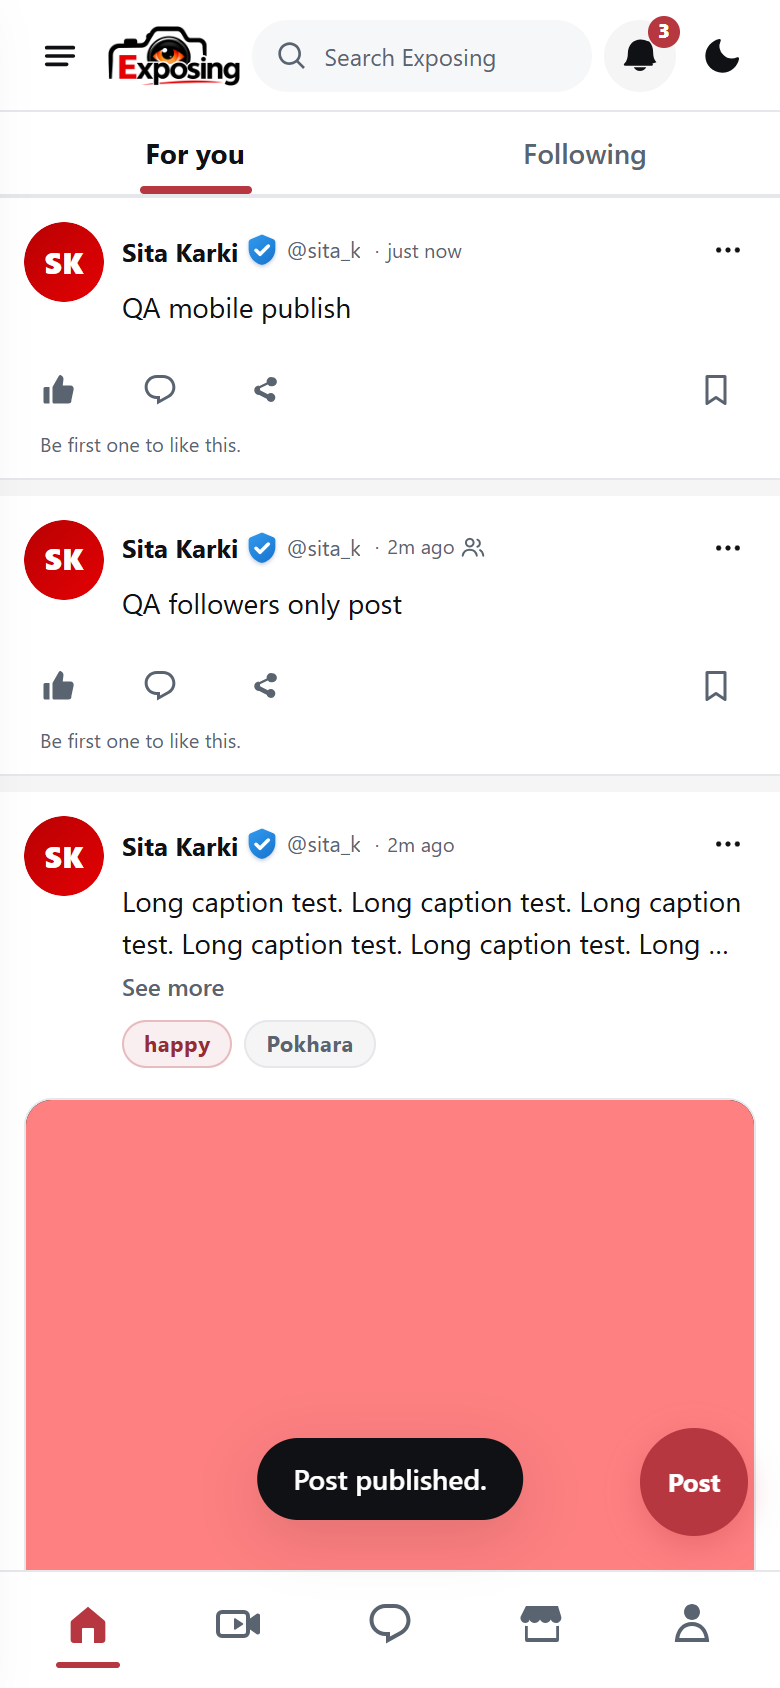 Exposing
Search Exposing
3
For you
Following
SK
Sita Karki @sita_k · just now
QA mobile publish
Be first one to like this.
SK
Sita Karki @sita_k · 2m ago
QA followers only post
Be first one to like this.
SK
Sita Karki @sita_k · 2m ago
Long caption test. Long caption test. Long caption
test. Long caption test. Long caption test. Long ...
See more
happy
Pokhara
Post published.
Post